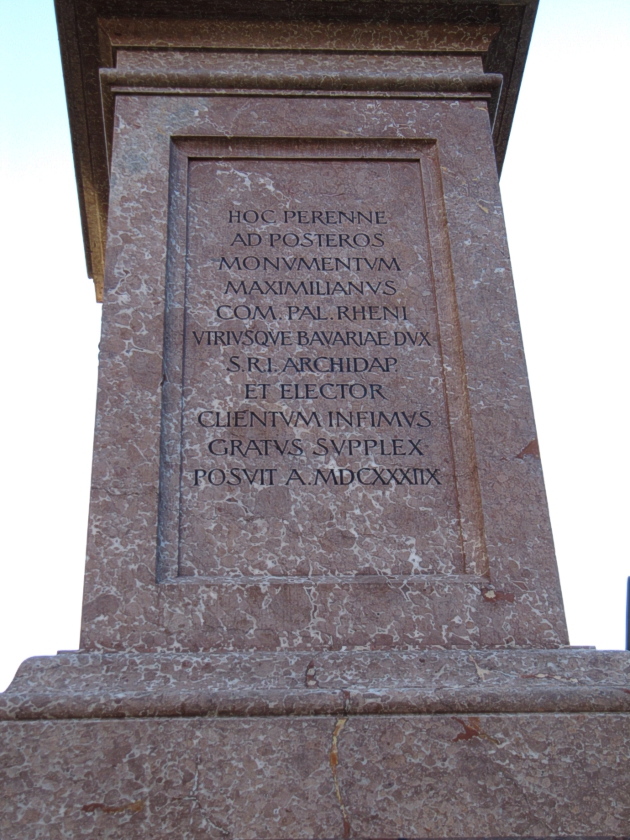 HOC PERENNE
AD POSTEROS
MONVMENTVM
MAXIMILIANVS
COM. PAL. RHENI
VTRIVSQVE BAVARIAE DVX
S.R.I. ARCHIDAP.
ET ELECTOR
CLIENTVM INFIMVS
GRATVS SVPPLEX
POSVIT A. MDCXXXIIX